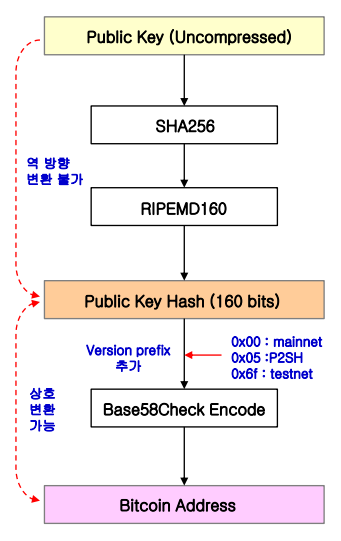 Public Key (Uncompressed)
SHA256
역 방향
변환 불가
RIPEMD160
Public Key Hash (160 bits)
Version prefix
추가
0x00 : mainnet
0x05 :P2SH
0x6f : testnet
상호
변환
가능
Base58Check Encode
Bitcoin Address